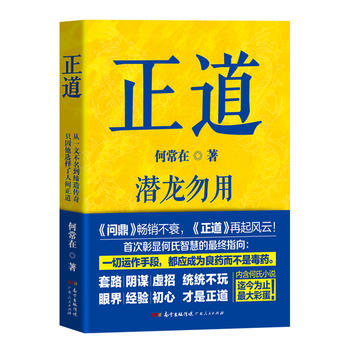 正道
何常在◎著
潜龙勿用
《问鼎》畅销不衰，《正道》再起风云！
首次彰显何氏智慧的最终指向：
一切运作手段，都应成为良药而不是毒药。
套路 阴谋 虚招 统统不玩
眼界 经验 初心 才是正道
内含何氏小说
迄今为止
最大彩蛋！
南方出版传媒 广东人民出版社
正道
从一文不名到缔造传奇
只因他选择了人间正道
何常在◎著